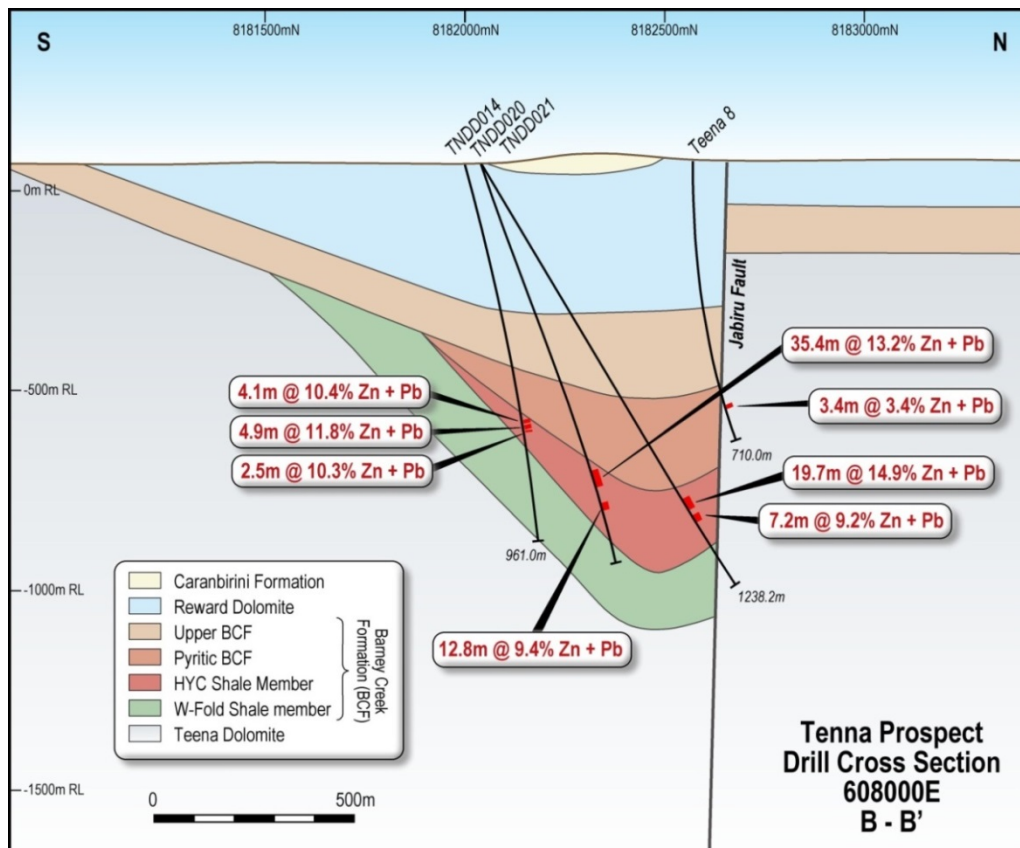 8181500mN
8182000mN
8182500mN
8183000mN
S
N
TNDD014
TNDD020
TNDD021
Teena 8
0m RL
-500m RL
-1000m RL
-1500m RL
Jabiru Fault
35.4m @ 13.2% Zn + Pb
3.4m @ 3.4% Zn + Pb
710.0m
19.7m @ 14.9% Zn + Pb
7.2m @ 9.2% Zn + Pb
1238.2m
4.1m @ 10.4% Zn + Pb
4.9m @ 11.8% Zn + Pb
2.5m @ 10.3% Zn + Pb
961.0m
12.8m @ 9.4% Zn + Pb
Caranbirini Formation
Reward Dolomite
Upper BCF
Pyritic BCF
HYC Shale Member
W-Fold Shale member
Teena Dolomite
Barney Creek
Formation (BCF)
0
500m
Tenna Prospect
Drill Cross Section
608000E
B - B'